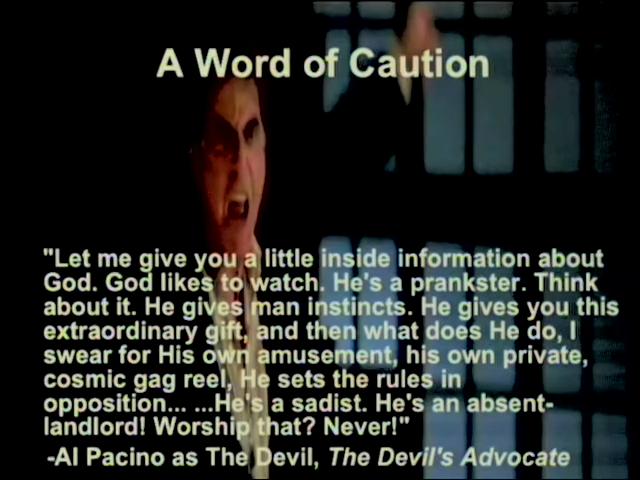 A Word of Caution
"Let me give you a little inside information about
God. God likes to watch. He's a prankster. Think
about it. He gives man instincts. He gives you this
extraordinary gift, and then what does He do, I
swear for His own amusement, his own private,
cosmic gag reel, He sets the rules in
opposition... ...He's a sadist. He's an absent-
landlord! Worship that? Never!"
-Al Pacino as The Devil, The Devil's Advocate